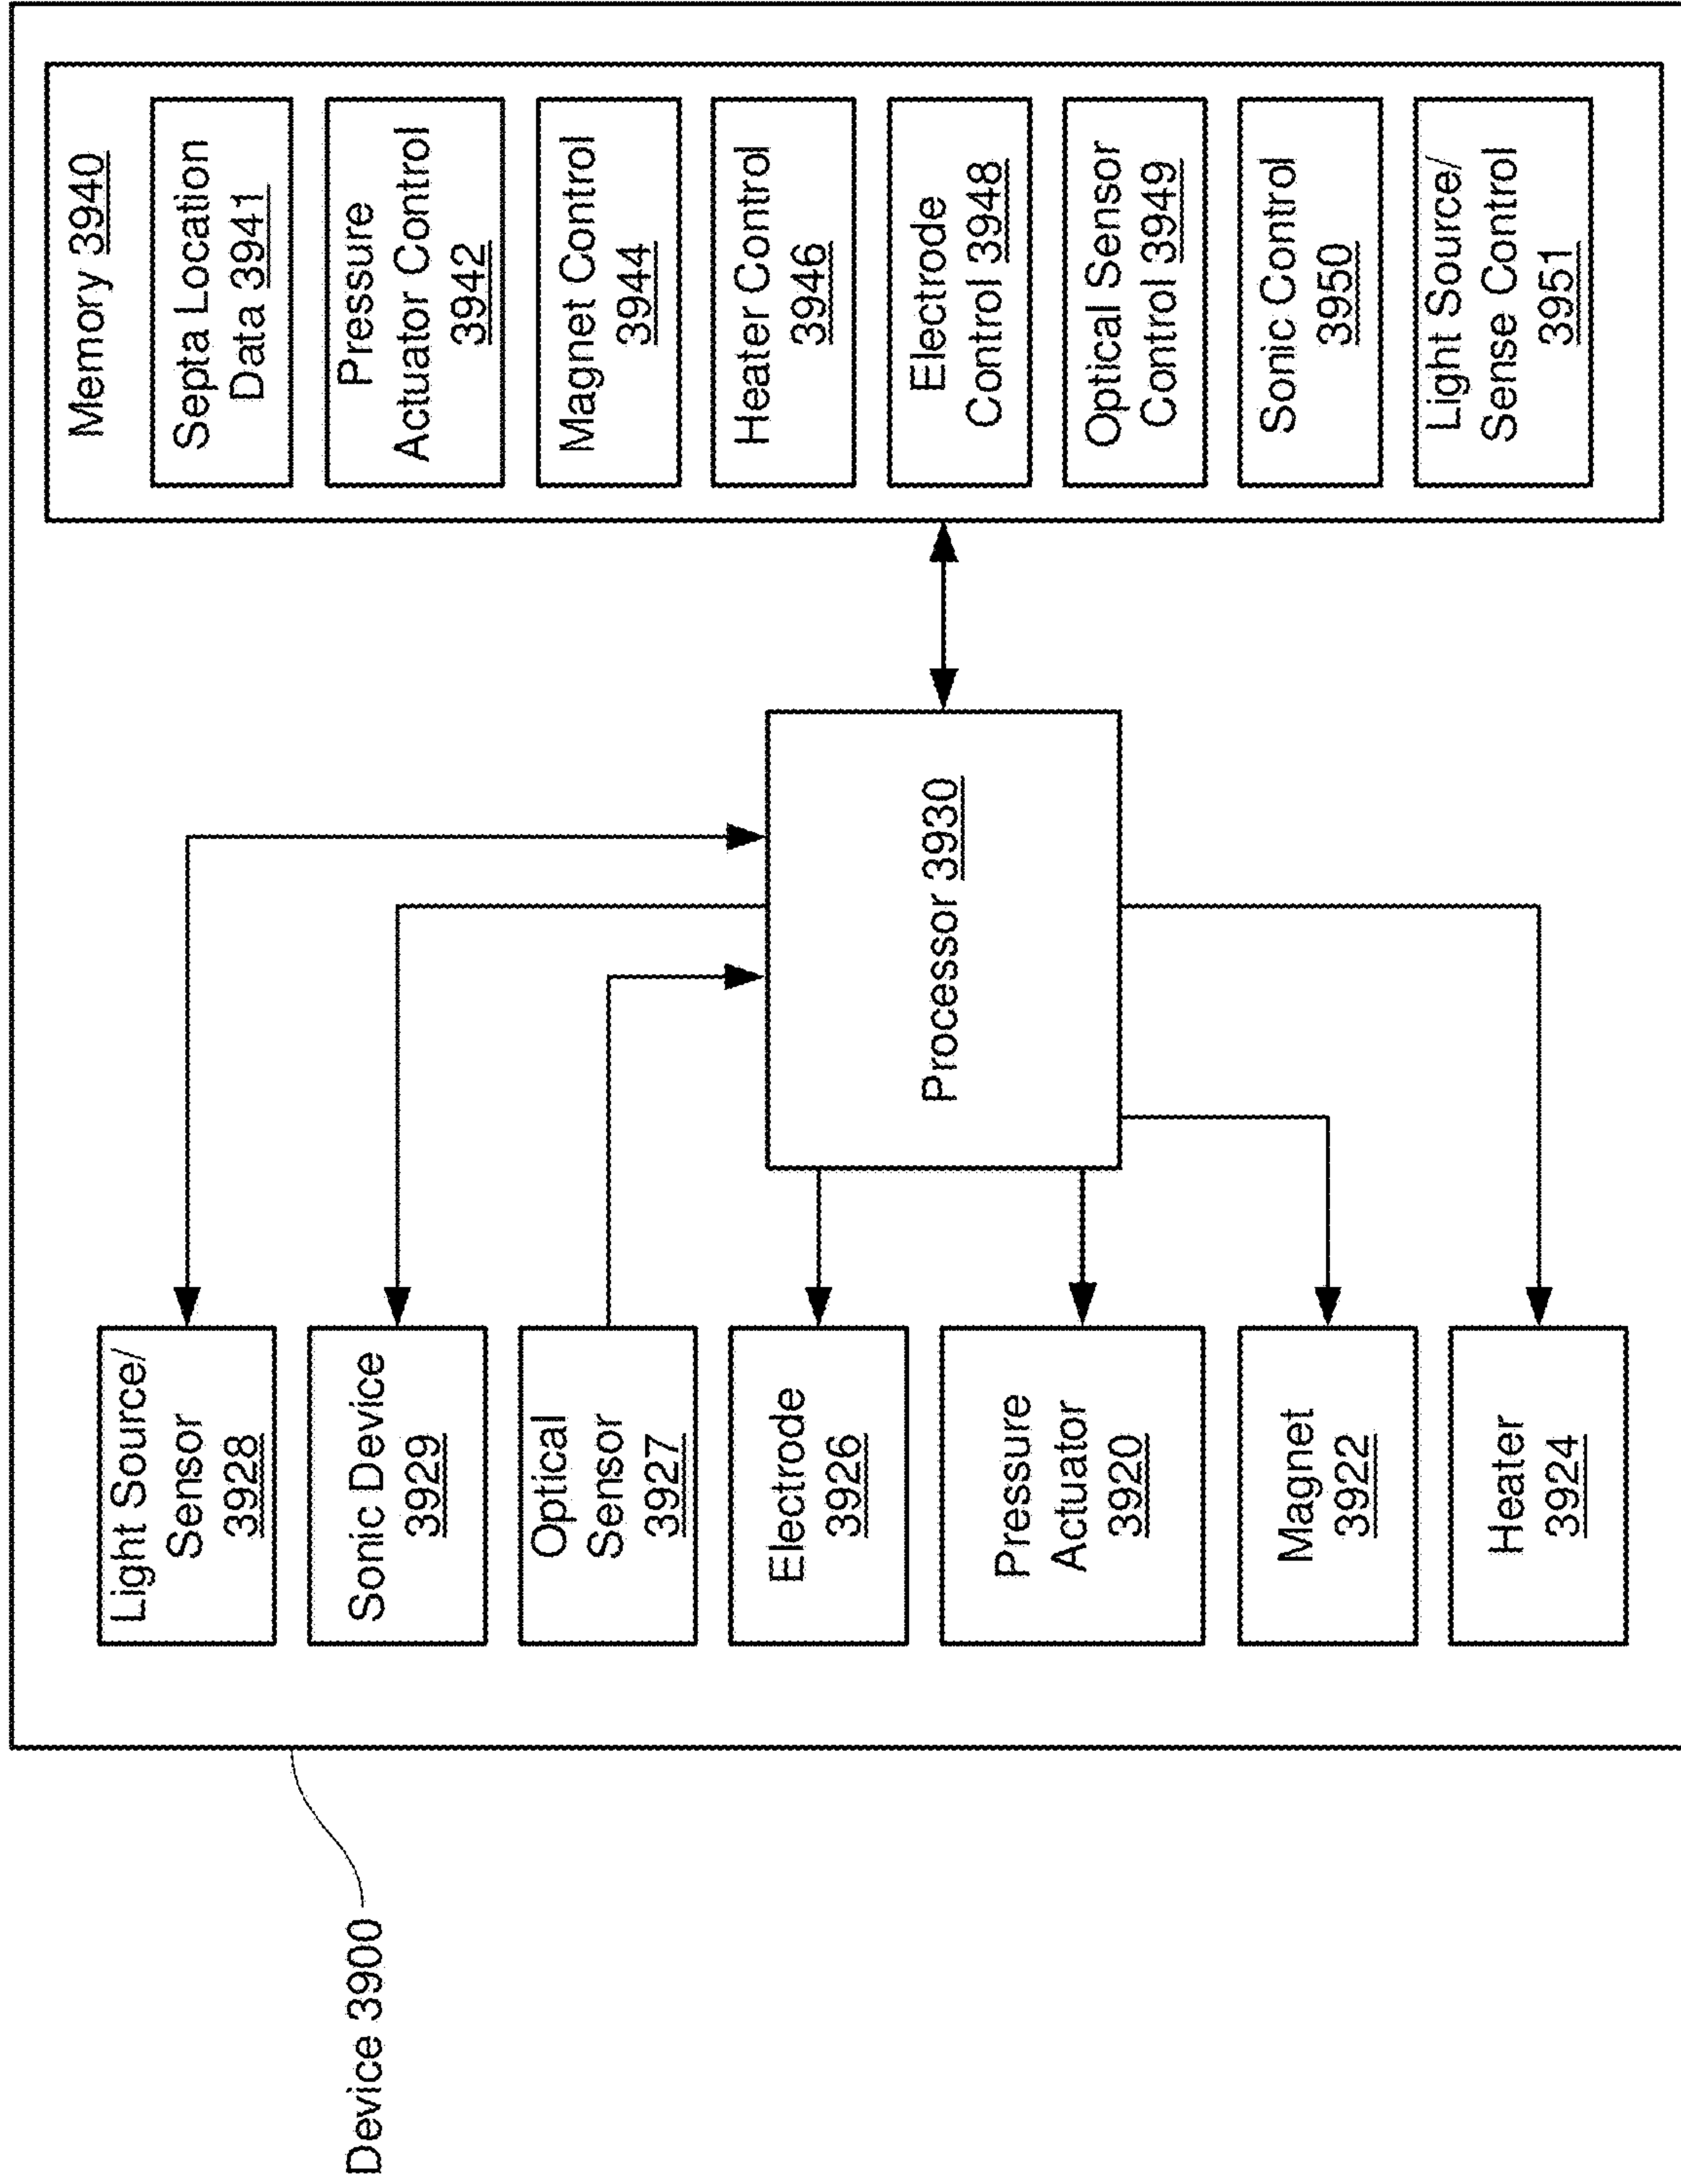 Device 3900
Light Source/
Sensor
3928
Sonic Device
3929
Optical
Sensor
3927
Electrode
3926
Pressure
Actuator
3920
Magnet
3922
Heater
3924
Processor 3930
Memory 3940
Septa Location
Data 3941
Pressure
Actuator Control
3942
Magnet Control
3944
Heater Control
3946
Electrode
Control 3948
Optical Sensor
Control 3949
Sonic Control
3950
Light Source/
Sense Control
3951